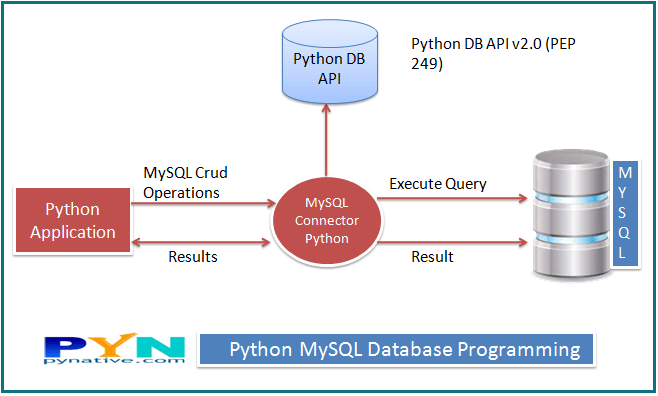 Python DB
API
Python DB API v2.0 (PEP
249)
MySQL Crud
Operations
Execute Query
Python
Application
MySQL
Connector
Python
M
Y
S
Q
L
Results
Result
PYN
pynative.com
Python MySQL Database Programming